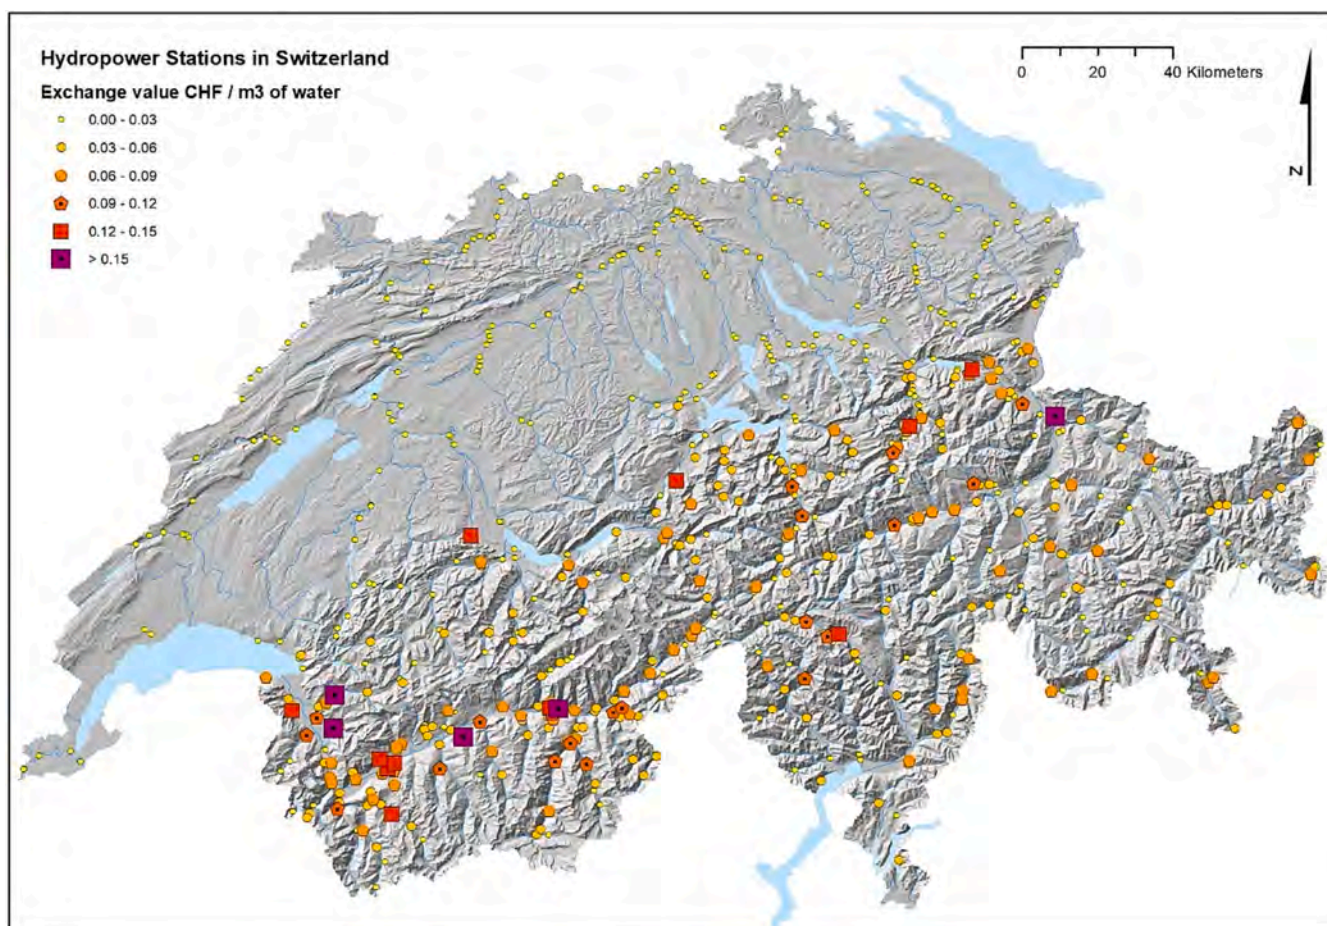 Hydropower Stations in Switzerland
Exchange value CHF / m3 of water
0.00 - 0.03
0.03 - 0.06
0.06 - 0.09
0.09 - 0.12
0.12 - 0.15
> 0.15
0 20 40 Kilometers
N